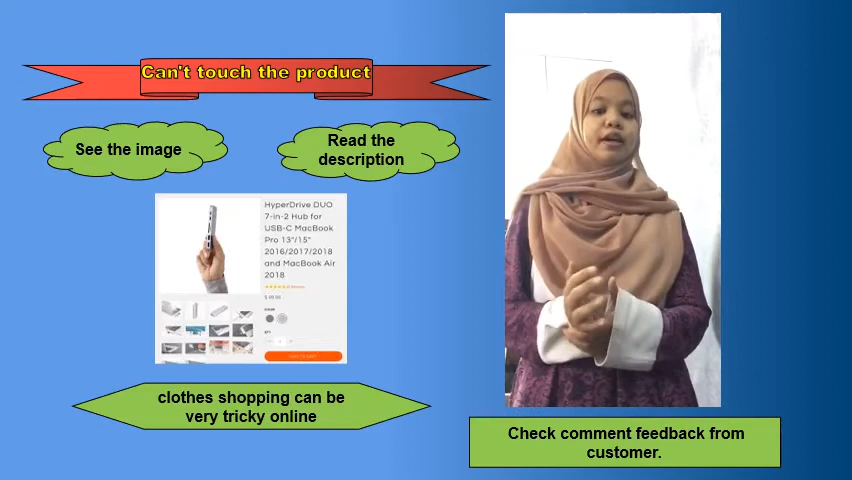 Can't touch the product
See the image
Read the
description
HyperDrive DUO
7-in-2 Hub for
USB-C MacBook
Pro 13"/15"
2016/2017/2018
and MacBook Air
2018
clothes shopping can be
very tricky online
Check comment feedback from
customer.